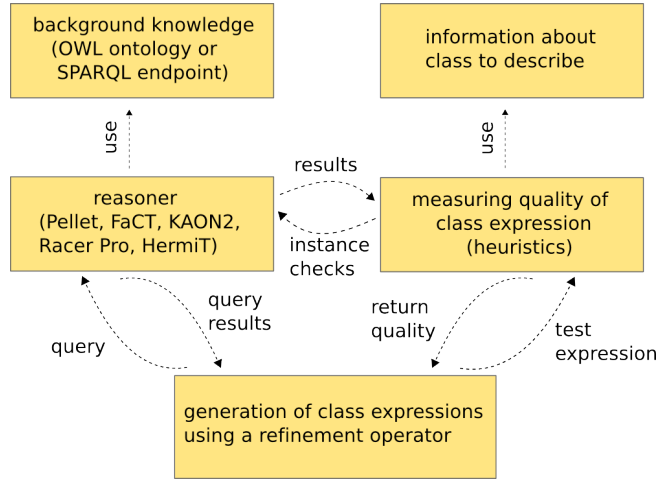 background knowledge
(OWL ontology or
SPARQL endpoint)
information about
class to describe
use
use
results
reasoner
(Pellet, FaCT, KAON2,
Racer Pro, HermiT)
measuring quality of
class expression
(heuristics)
instance
checks
query
results
return
quality
query
test
expression
generation of class expressions
using a refinement operator